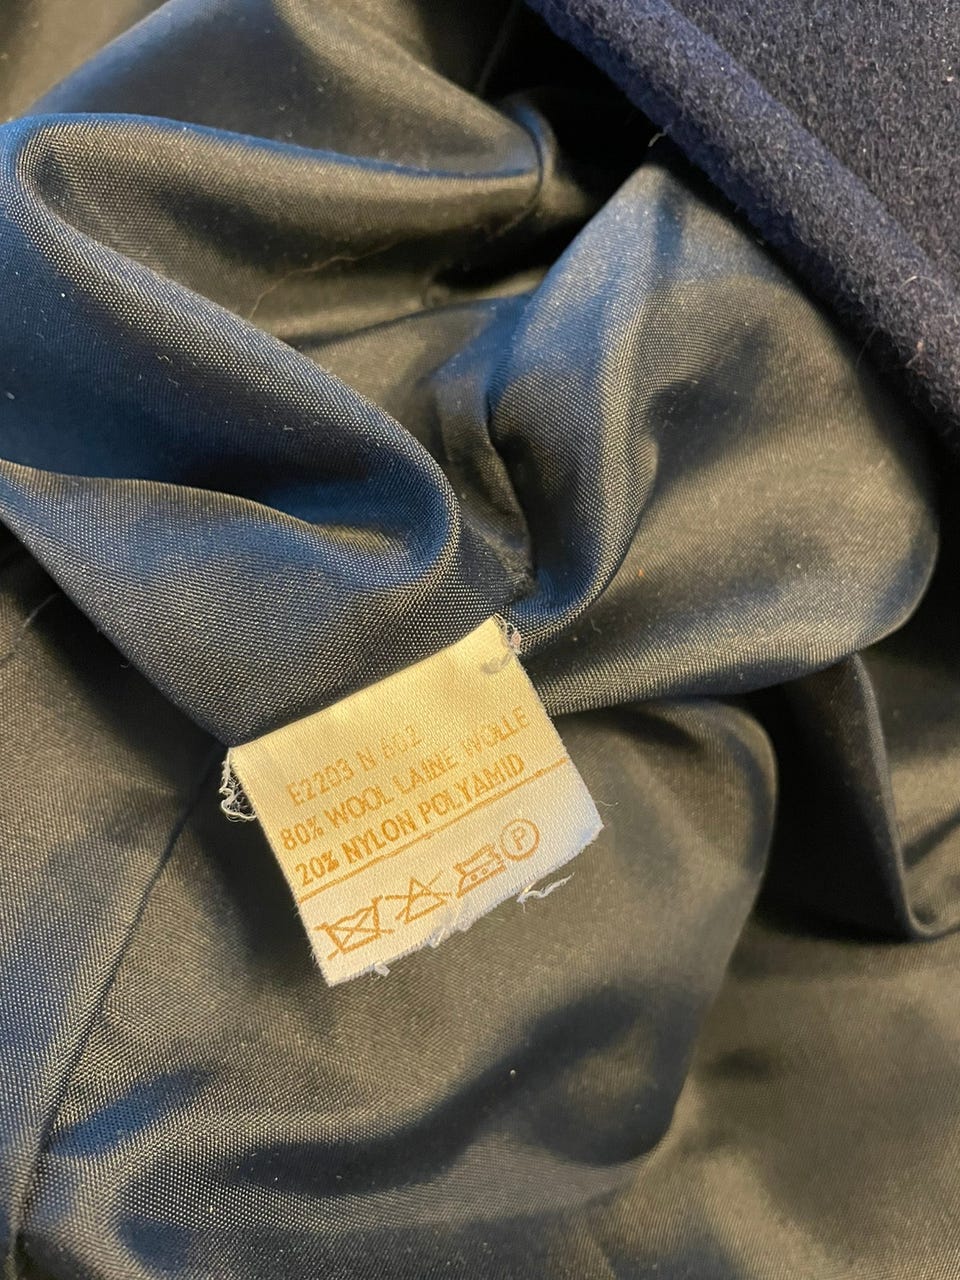 E2203 N 602
80% WOOL LAINE WOLLE
20% NYLON POLYAMID
P